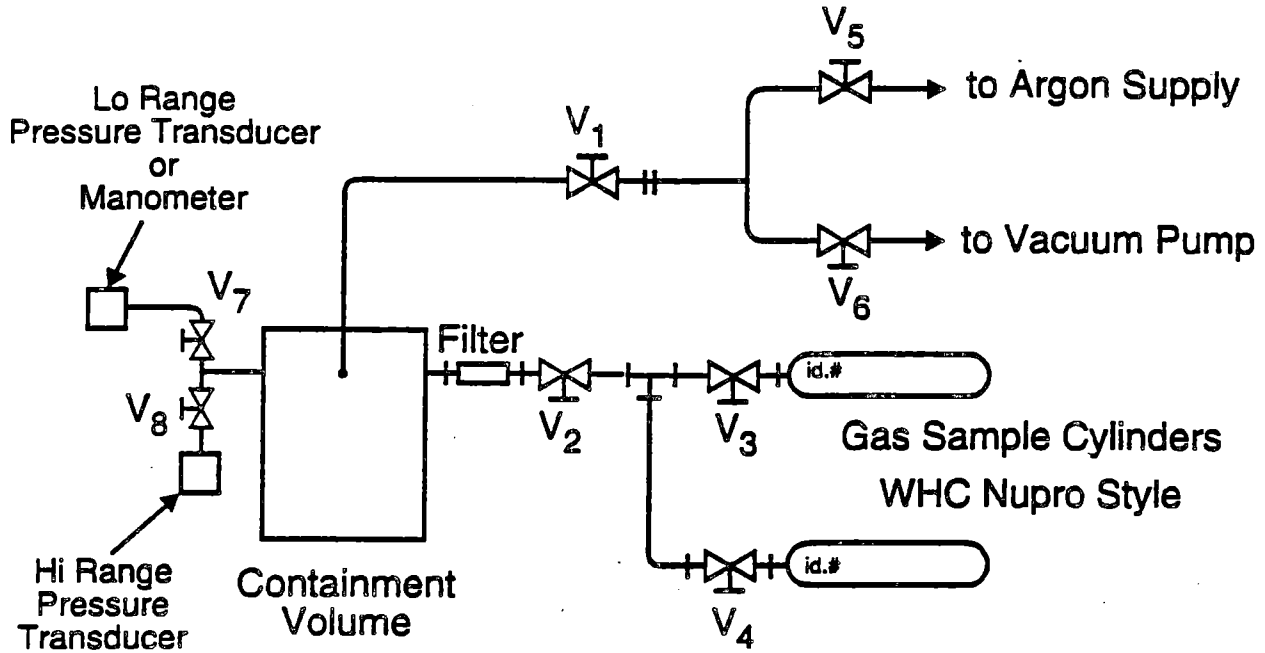 V5
to Argon Supply
Lo Range
Pressure Transducer
or
Manometer
V1
to Vacuum Pump
V6
V7
Filter
id.#
V8
V2
V3
Gas Sample Cylinders
WHC Nupro Style
id.#
Hi Range
Pressure
Transducer
Containment
Volume
V4